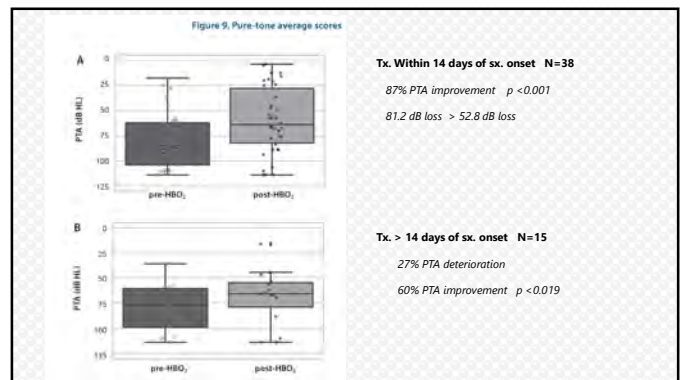 Figure 9. Pure-tone average scores
A
0
25
50
75
100
125
PTA (dB HL)
pre-HBO₂
post-HBO₂
Tx. Within 14 days of sx. onset N=38
87% PTA improvement p <0.001
81.2 dB loss > 52.8 dB loss
B
0
25
50
75
PTA (dB HL)
pre-HBO₂
post-HBO₂
Tx. > 14 days of sx. onset N=15
27% PTA deterioration
60% PTA improvement p <0.019